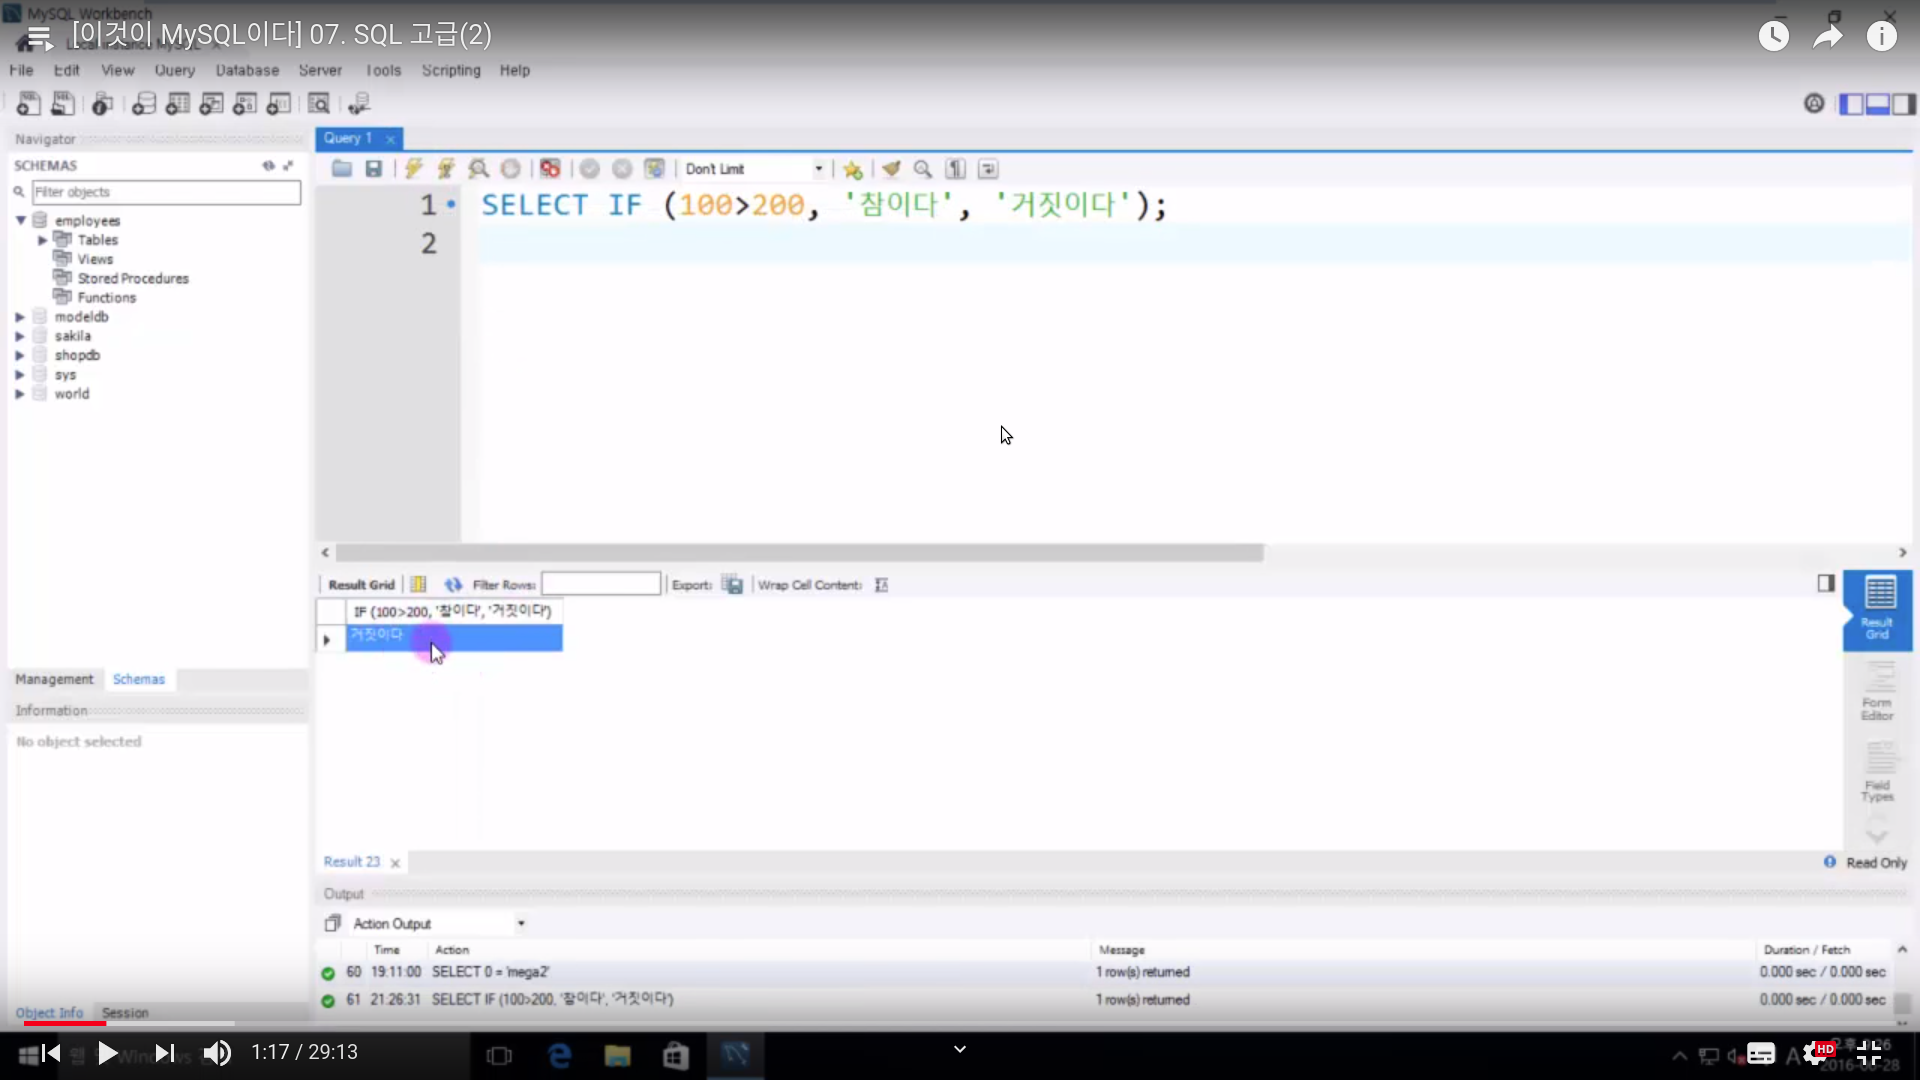 MySQL Workbench
[이것이 MySQL이다] 07. SQL 고급(2)
File Edit View Query Database Server Tools Scripting Help
Navigator
Query 1
SCHEMAS
Don't Limit
Filter objects
1 SELECT IF (100>200, '참이다', '거짓이다');
2
employees
Tables
Views
Stored Procedures
Functions
modeldb
sakila
shopdb
sys
world
Result Grid Filter Rows: Export: Wrap Cell Content:
IF (100>200, '참이다', '거짓이다')
거짓이다
Result Grid
Form Editor
Field Types
Management Schemas
Information
No object selected
Result 23
Read Only
Output
Action Output
Time Action Message Duration / Fetch
60 19:11:00 SELECT 0 = 'mega2' 1 row(s) returned 0.000 sec / 0.000 sec
61 21:26:31 SELECT IF (100>200, '참이다', '거짓이다') 1 row(s) returned 0.000 sec / 0.000 sec
Object Info Session
1:17 / 29:13
HD